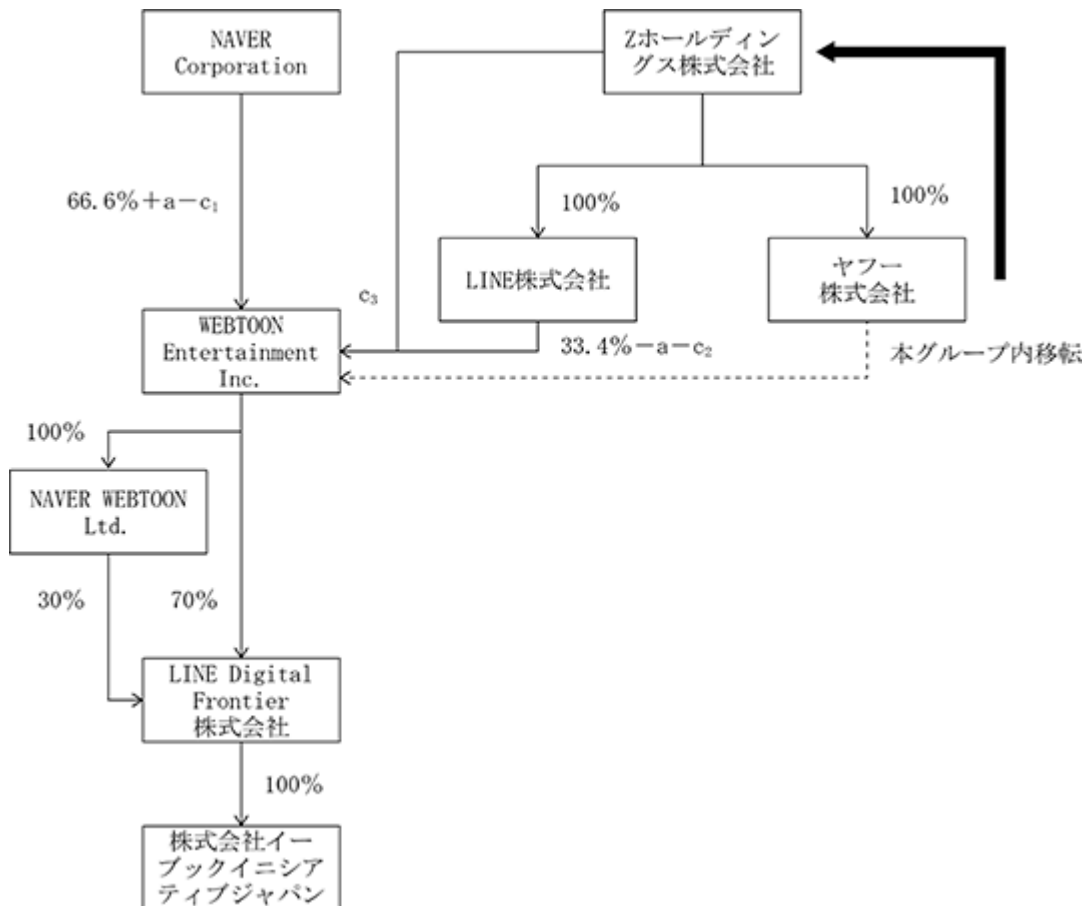 NAVER
Corporation
Zホールディン
グス株式会社
66.6%+a-c₁
100%
100%
LINE株式会社
ヤフー
株式会社
c₃
WEBTOON
Entertainment
Inc.
33.4%-a-c₂
本グループ内移転
100%
NAVER WEBTOON
Ltd.
30%
70%
LINE Digital
Frontier
株式会社
100%
株式会社イー
ブックイニシア
ティブジャパン